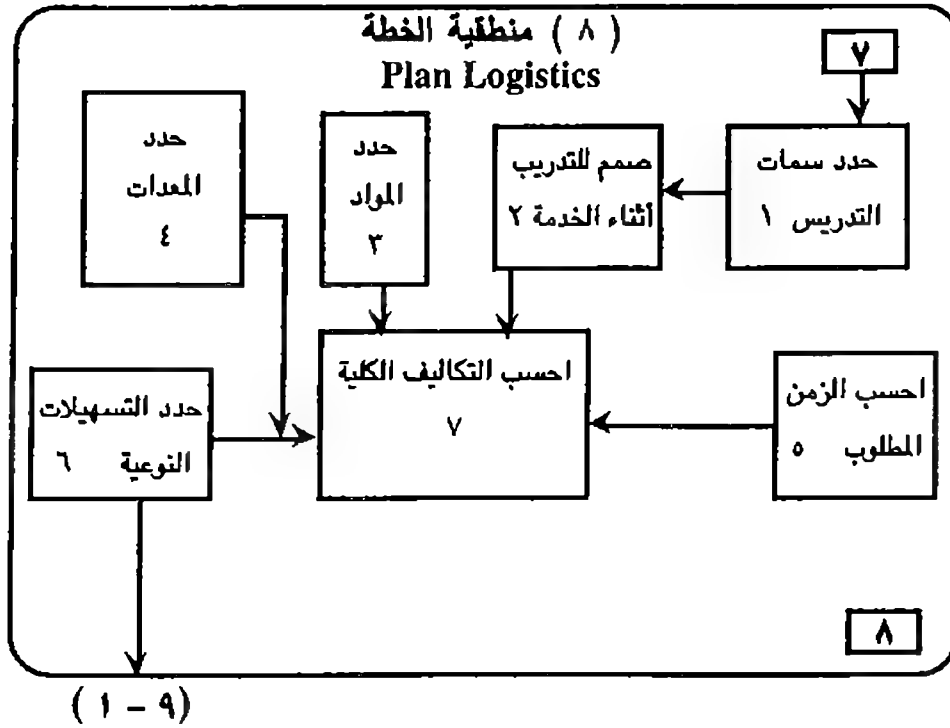 ( ٨ ) منطقية الخطة
Plan Logistics
٧
حدد سمات
التدريس ١
صمم للتدريب
أثناء الخدمة ٢
حدد
المواد
٣
حدد
المعدات
٤
احسب الزمن
المطلوب ٥
حدد التسهيلات
النوعية ٦
احسب التكاليف الكلية
٧
٨
( ٩ - ١ )